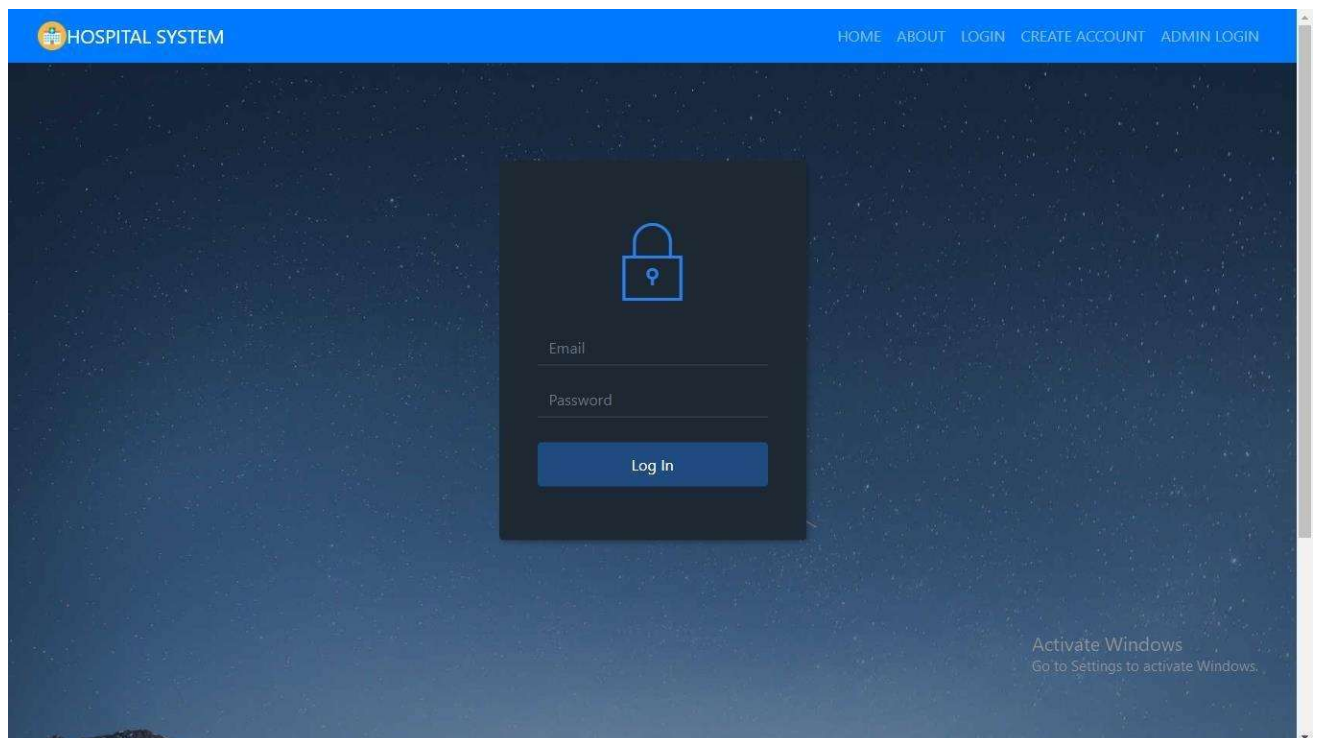 HOSPITAL SYSTEM
HOME ABOUT LOGIN CREATE ACCOUNT ADMIN LOGIN
Email
Password
Log In
Activate Windows
Go to Settings to activate Windows.